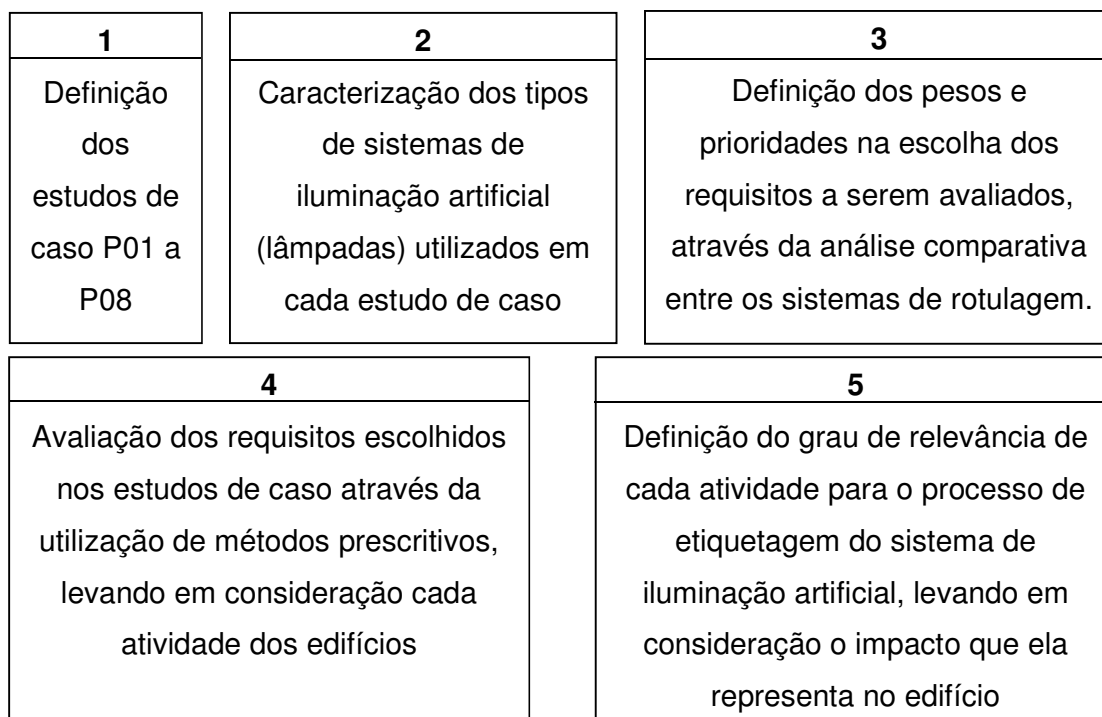 1
Definição
dos
estudos de
caso P01 a
P08
2
Caracterização dos tipos
de sistemas de
iluminação artificial
(lâmpadas) utilizados em
cada estudo de caso
3
Definição dos pesos e
prioridades na escolha dos
requisitos a serem avaliados,
através da análise comparativa
entre os sistemas de rotulagem.
4
Avaliação dos requisitos escolhidos
nos estudos de caso através da
utilização de métodos prescritivos,
levando em consideração cada
atividade dos edifícios
5
Definição do grau de relevância de
cada atividade para o processo de
etiquetagem do sistema de
iluminação artificial, levando em
consideração o impacto que ela
representa no edifício